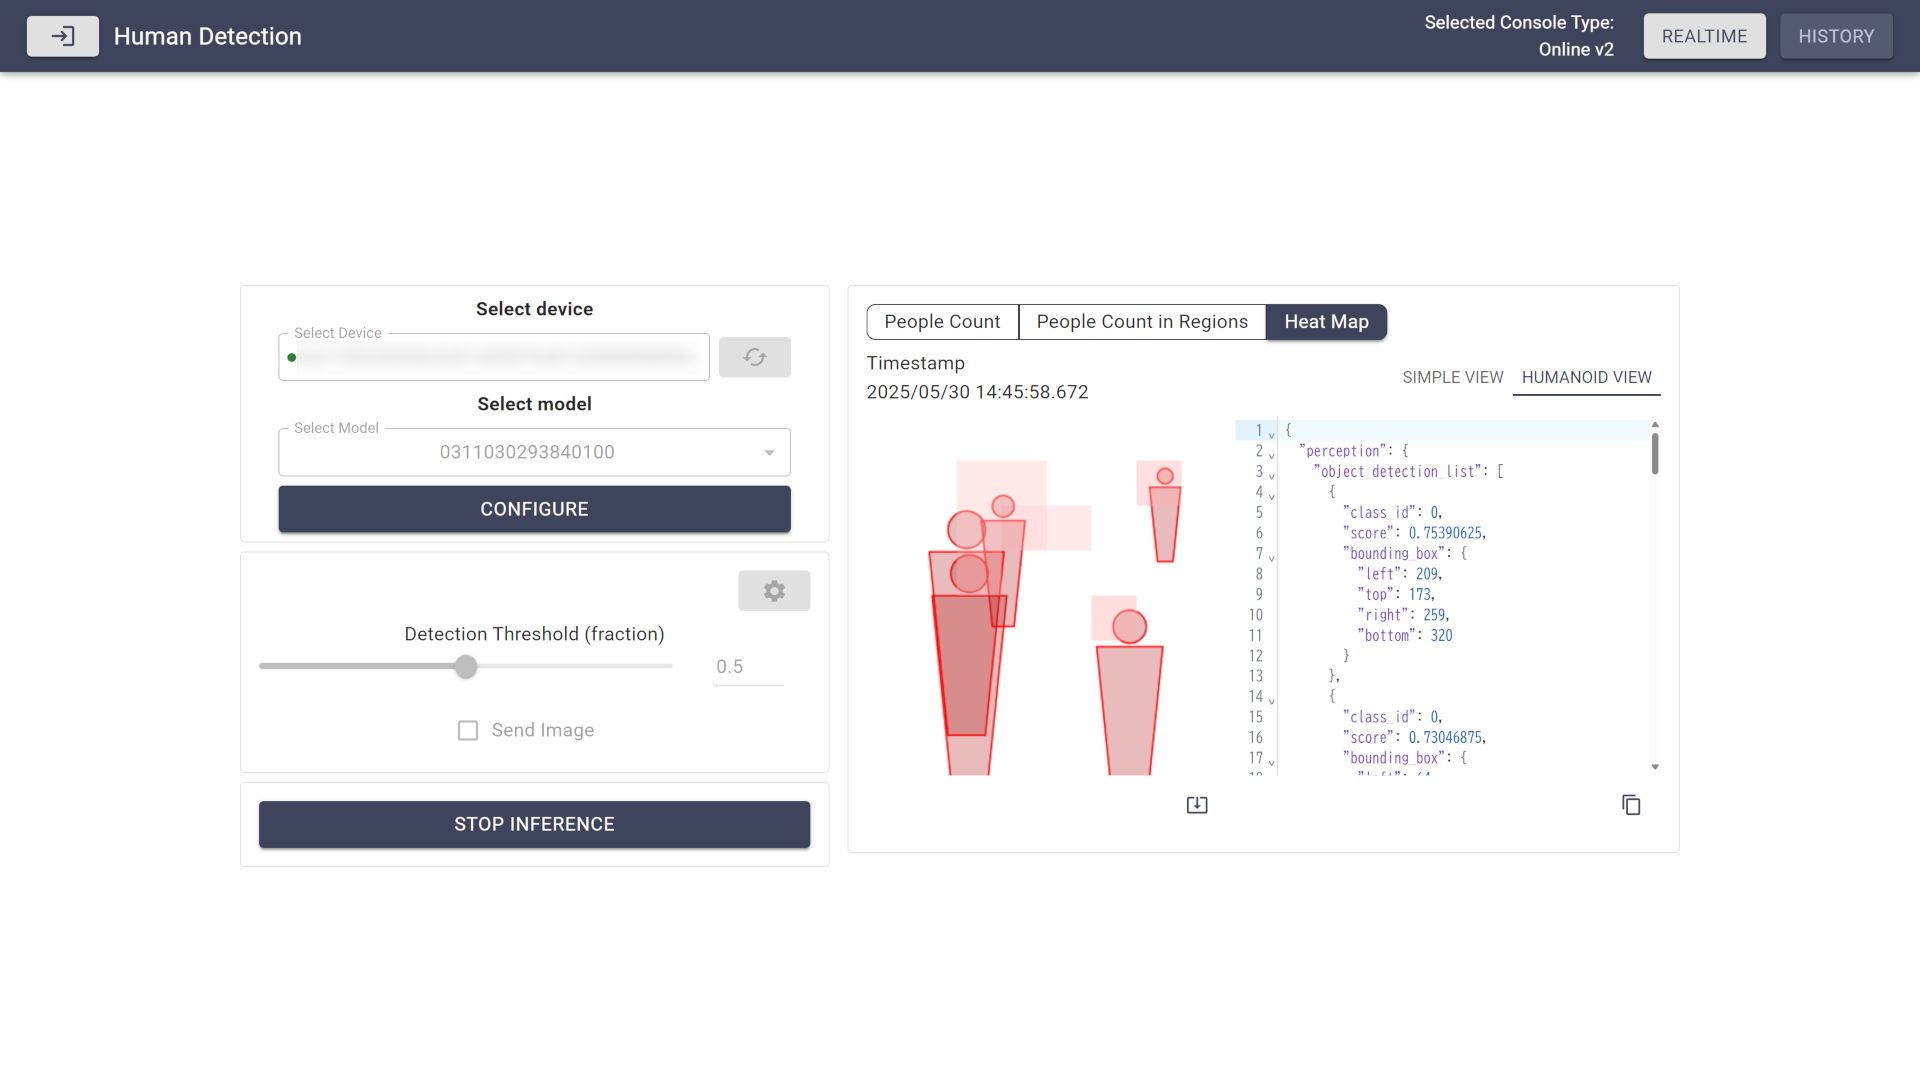 Human Detection
Selected Console Type:
Online v2
REALTIME
HISTORY
Select device
Select Device
Select model
Select Model
0311030293840100
CONFIGURE
Detection Threshold (fraction)
0.5
Send Image
STOP INFERENCE
People Count
People Count in Regions
Heat Map
Timestamp
2025/05/30 14:45:58.672
SIMPLE VIEW
HUMANOID VIEW
1 {
2 "perception": {
3 "object_detection_list": [
4 {
5 "class_id": 0,
6 "score": 0.75390625,
7 "bounding_box": {
8 "left": 209,
9 "top": 173,
10 "right": 259,
11 "bottom": 320
12 }
13 },
14 {
15 "class_id": 0,
16 "score": 0.73046875,
17 "bounding_box": {